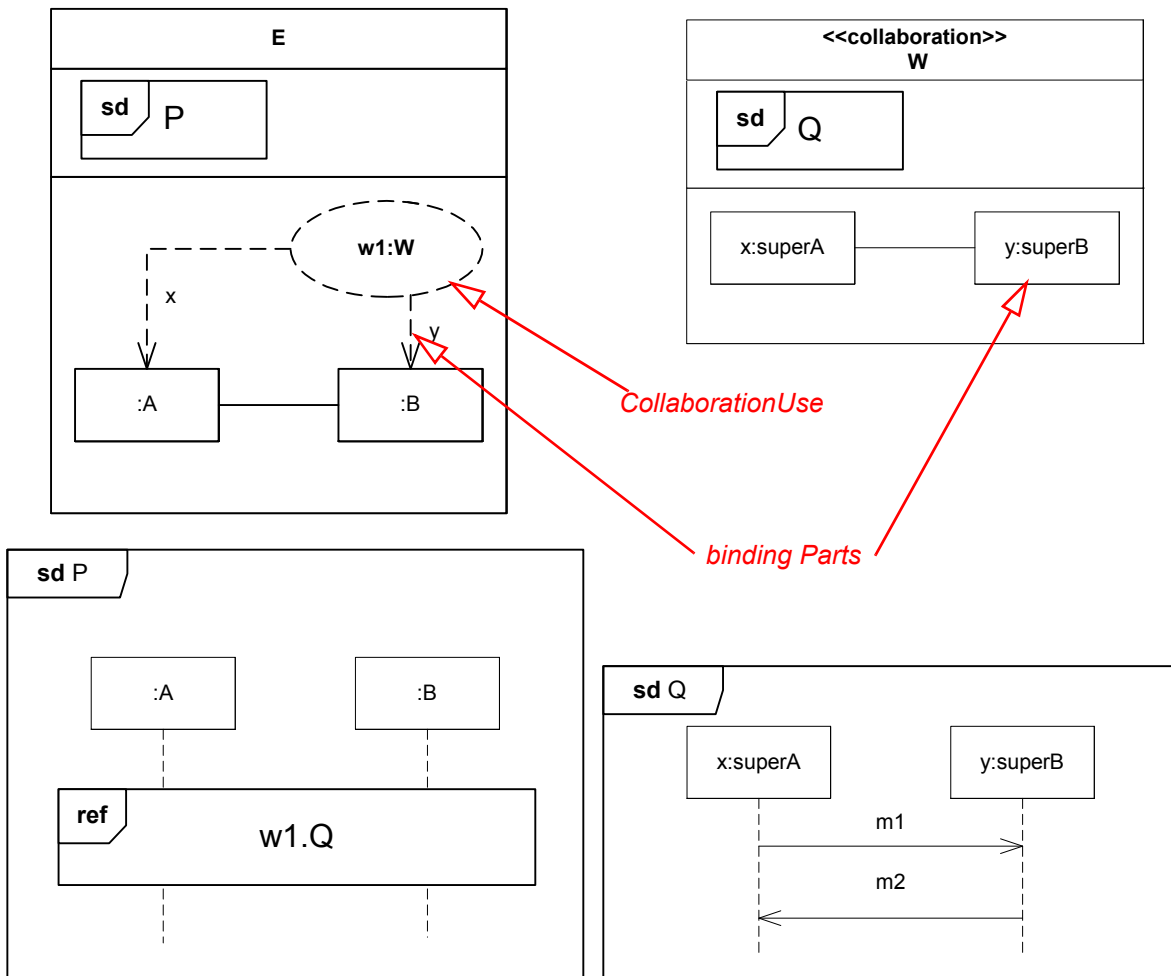 E
sd P
w1:W
x
y
:A
:B
<<collaboration>>
W
sd Q
x:superA
y:superB
CollaborationUse
binding Parts
sd P
:A
:B
ref
w1.Q
sd Q
x:superA
y:superB
m1
m2